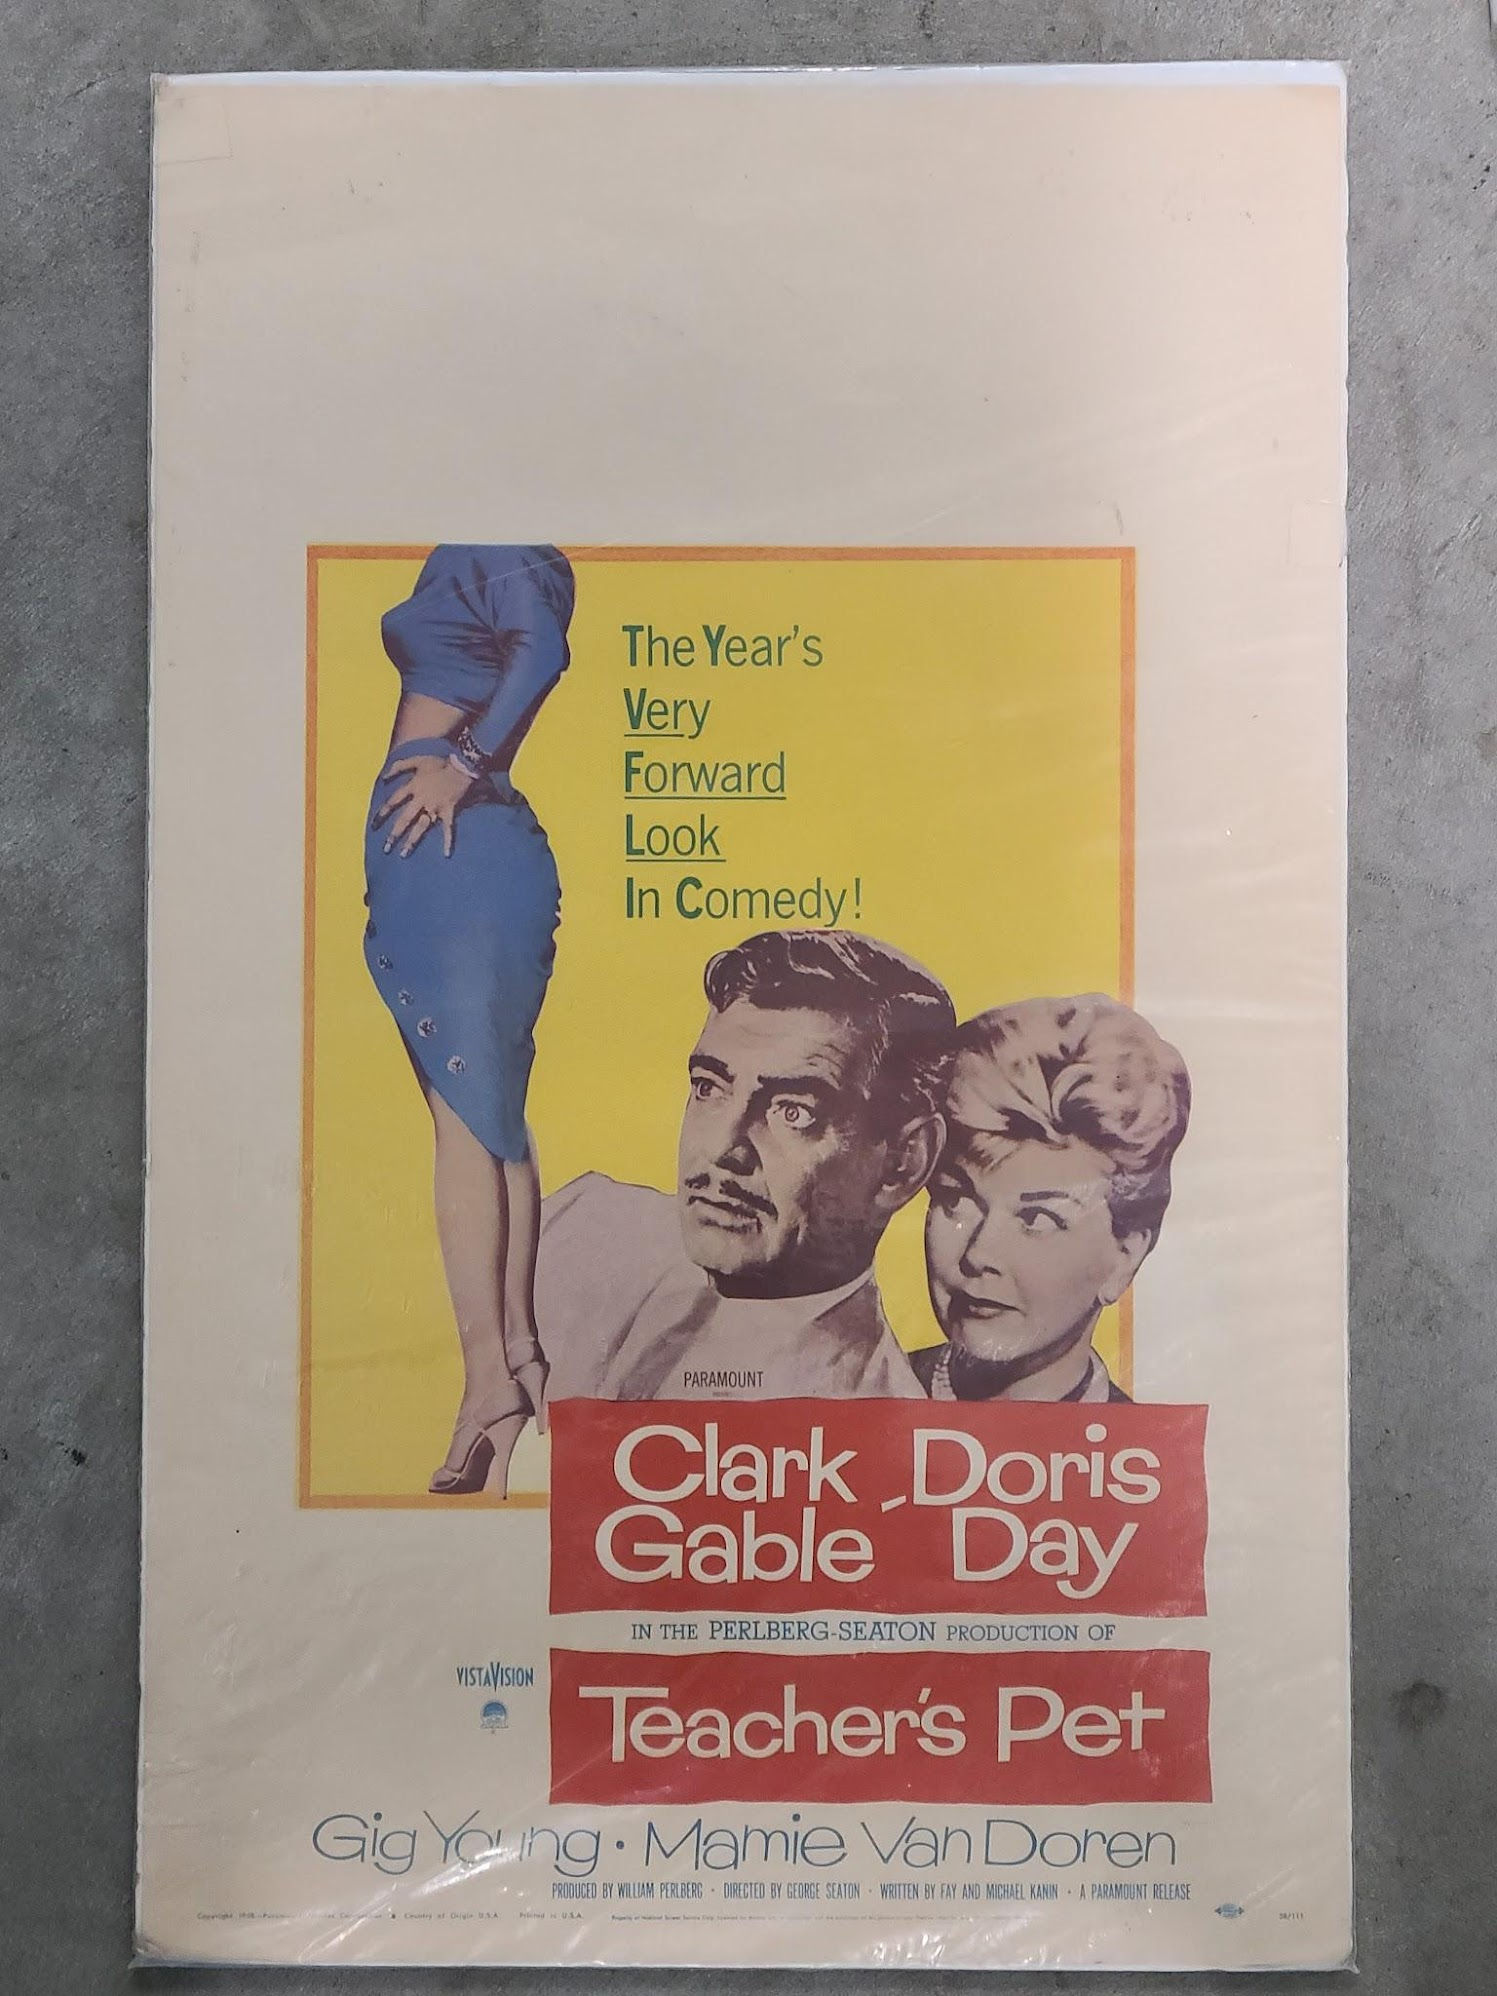 The Year's
Very
Forward
Look
In Comedy!
PARAMOUNT
Clark Doris
Gable Day
IN THE PERLBERG-SEATON PRODUCTION OF
VISTAVISION
Teacher's Pet
Gig Young • Mamie Van Doren
PRODUCED BY WILLIAM PERLBERG • DIRECTED BY GEORGE SEATON • WRITTEN BY FAY AND MICHAEL KANIN • A PARAMOUNT RELEASE
Country of Origin U.S.A. Printed in U.S.A.
58/111